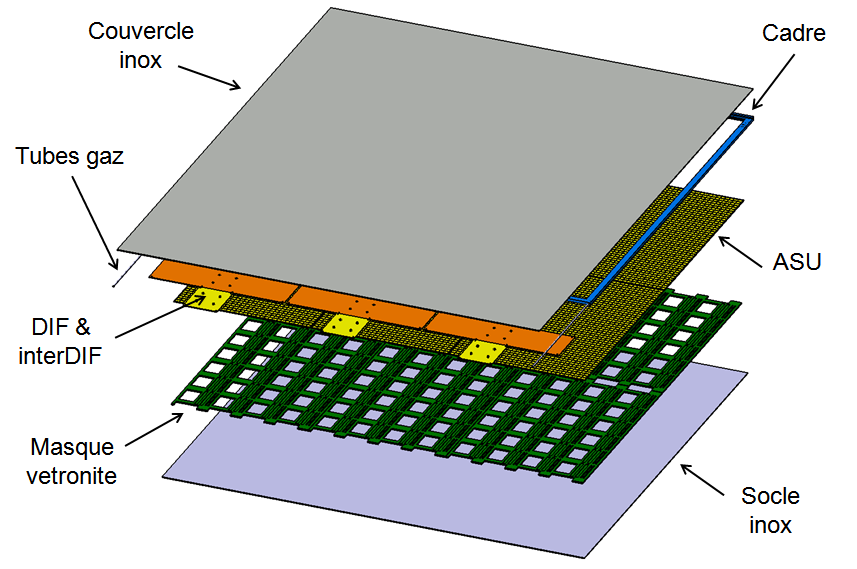 Couvercle
inox
Cadre
Tubes gaz
ASU
DIF &
interDIF
Masque
vetronite
Socle
inox